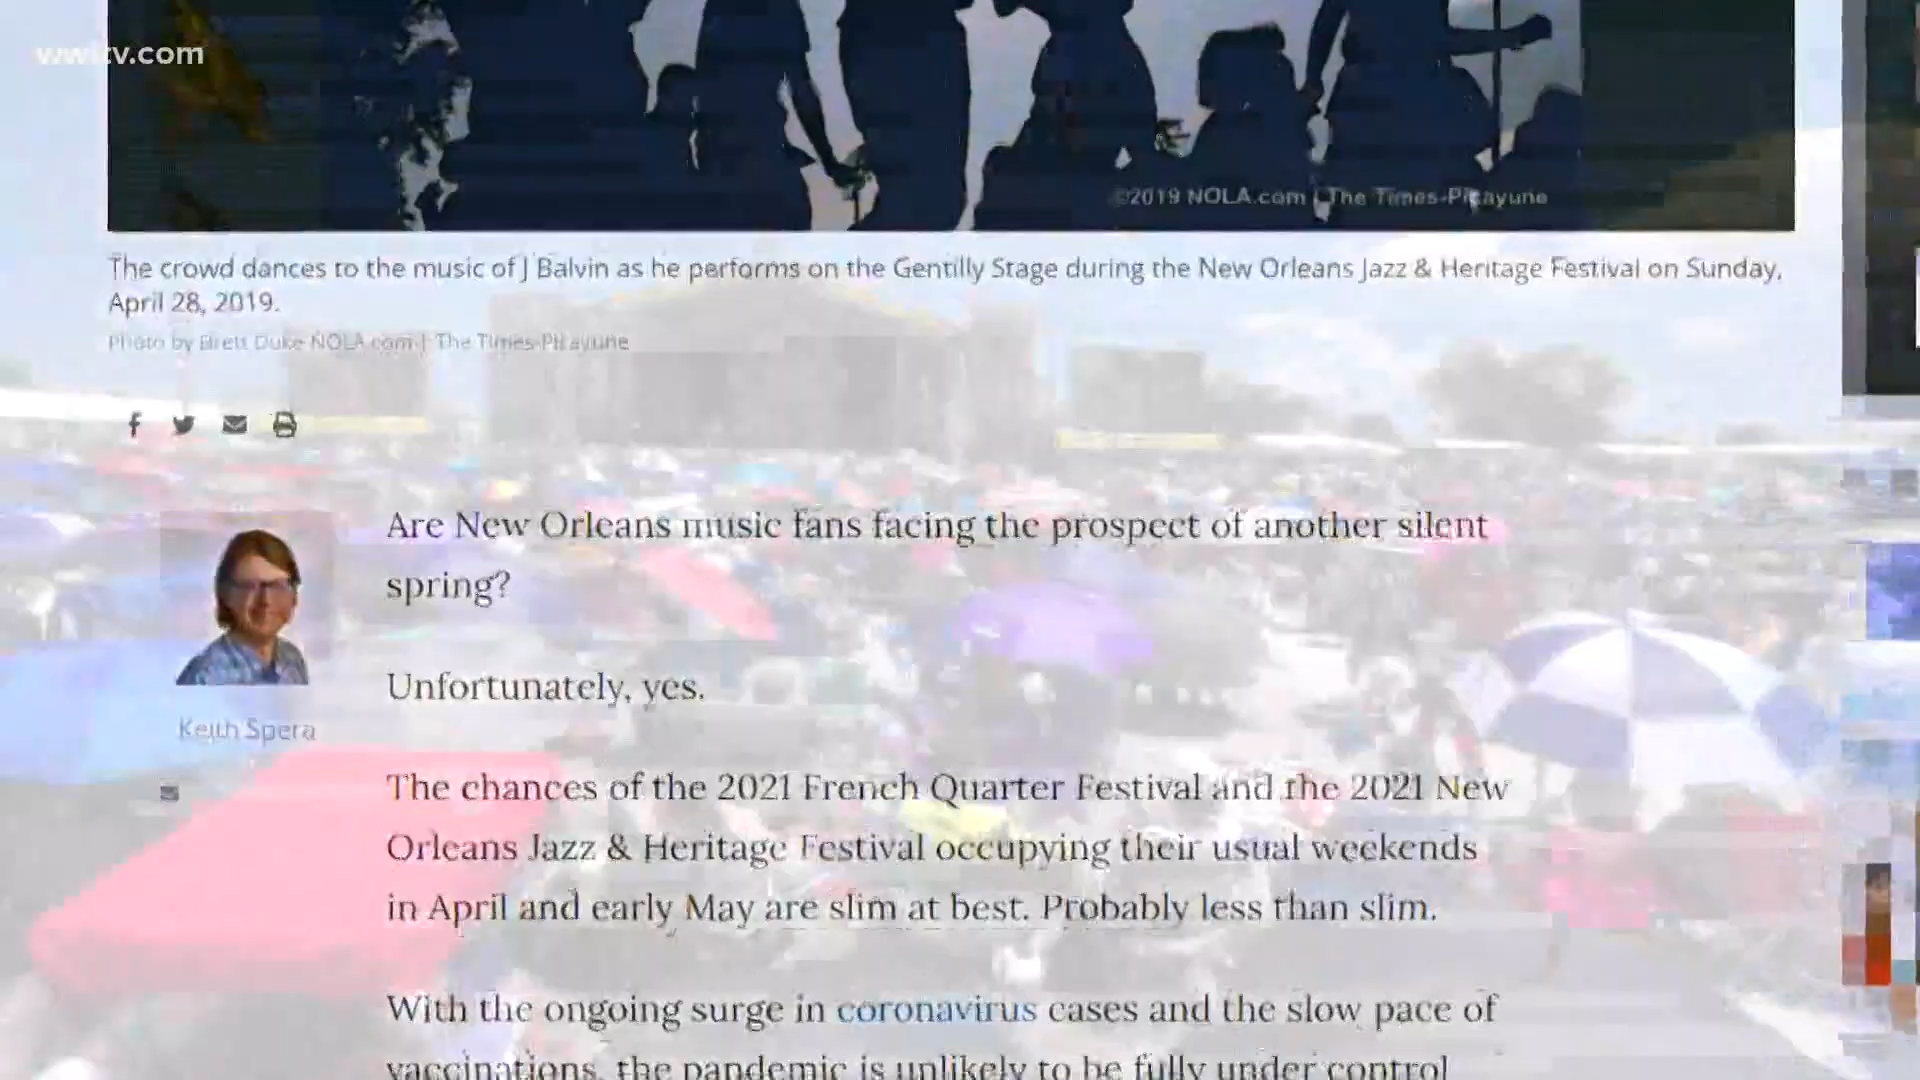 wwltv.com
©2019 NOLA.com | The Times-Picayune
The crowd dances to the music of J Balvin as he performs on the Gentilly Stage during the New Orleans Jazz & Heritage Festival on Sunday,
April 28, 2019.
Photo by Brett Duke NOLA.com | The Times-Picayune
Are New Orleans music fans facing the prospect of another silent
spring?
Unfortunately, yes.
Keith Spera
The chances of the 2021 French Quarter Festival and the 2021 New
Orleans Jazz & Heritage Festival occupying their usual weekends
in April and early May are slim at best. Probably less than slim.
With the ongoing surge in coronavirus cases and the slow pace of
vaccinations, the pandemic is unlikely to be fully under control